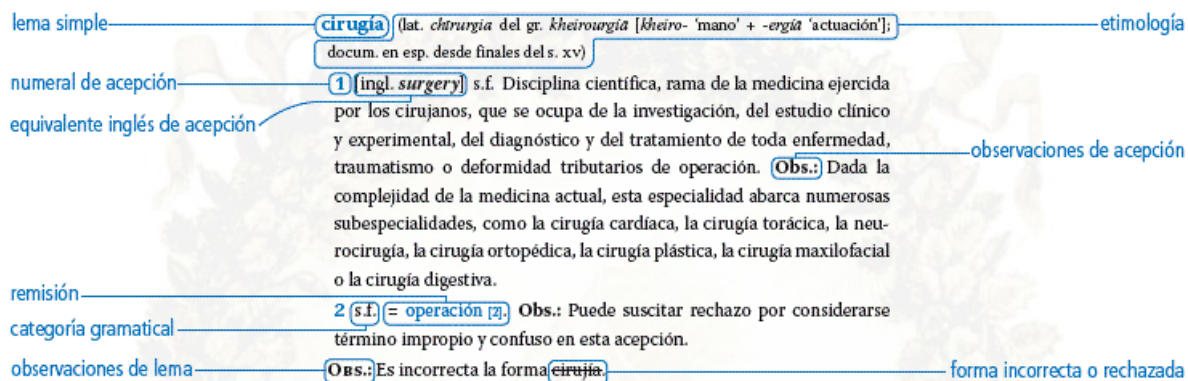 lema simple
cirugía (lat. chīrurgia del gr. kheirourgíā [kheiro- ‘mano’ + -ergíā ‘actuación’];
etimología
docum. en esp. desde finales del s. xv)
numeral de acepción
1 [ingl. surgery] s.f. Disciplina científica, rama de la medicina ejercida
por los cirujanos, que se ocupa de la investigación, del estudio clínico
equivalente inglés de acepción
y experimental, del diagnóstico y del tratamiento de toda enfermedad,
traumatismo o deformidad tributarios de operación. Obs.: Dada la
observaciones de acepción
complejidad de la medicina actual, esta especialidad abarca numerosas
subespecialidades, como la cirugía cardíaca, la cirugía torácica, la neu-
rocirugía, la cirugía ortopédica, la cirugía plástica, la cirugía maxilofacial
o la cirugía digestiva.
remisión
2 s.f. = operación [2]. Obs.: Puede suscitar rechazo por considerarse
categoría gramatical
término impropio y confuso en esta acepción.
observaciones de lema
OBS.: Es incorrecta la forma cirujía.
forma incorrecta o rechazada